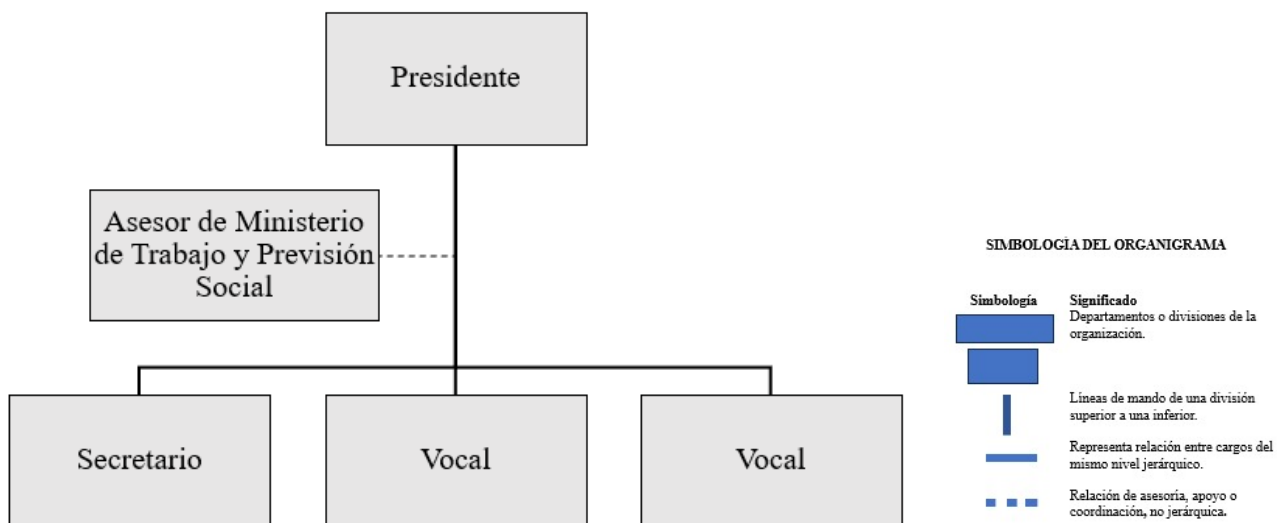 Presidente
Asesor de Ministerio
de Trabajo y Previsión
Social
Secretario
Vocal
Vocal
SIMBOLOGÍA DEL ORGANIGRAMA
Simbología
Significado
Departamentos o divisiones de la
organización.
Líneas de mando de una división
superior a una inferior.
Representa relación entre cargos del
mismo nivel jerárquico.
Relación de asesoría, apoyo o
coordinación, no jerárquica.